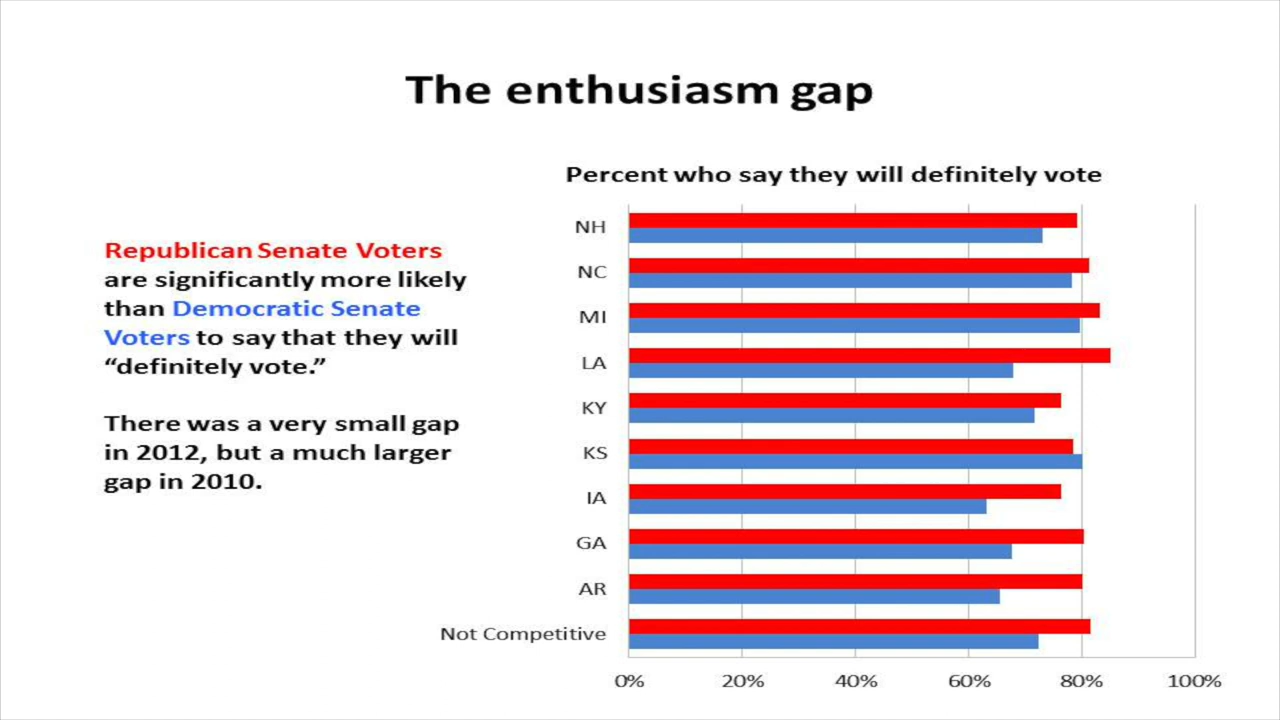 The enthusiasm gap
Republican Senate Voters
are significantly more likely
than Democratic Senate
Voters to say that they will
“definitely vote.”
There was a very small gap
in 2012, but a much larger
gap in 2010.
Percent who say they will definitely vote
NH
NC
MI
LA
KY
KS
IA
GA
AR
Not Competitive
0% 20% 40% 60% 80% 100%